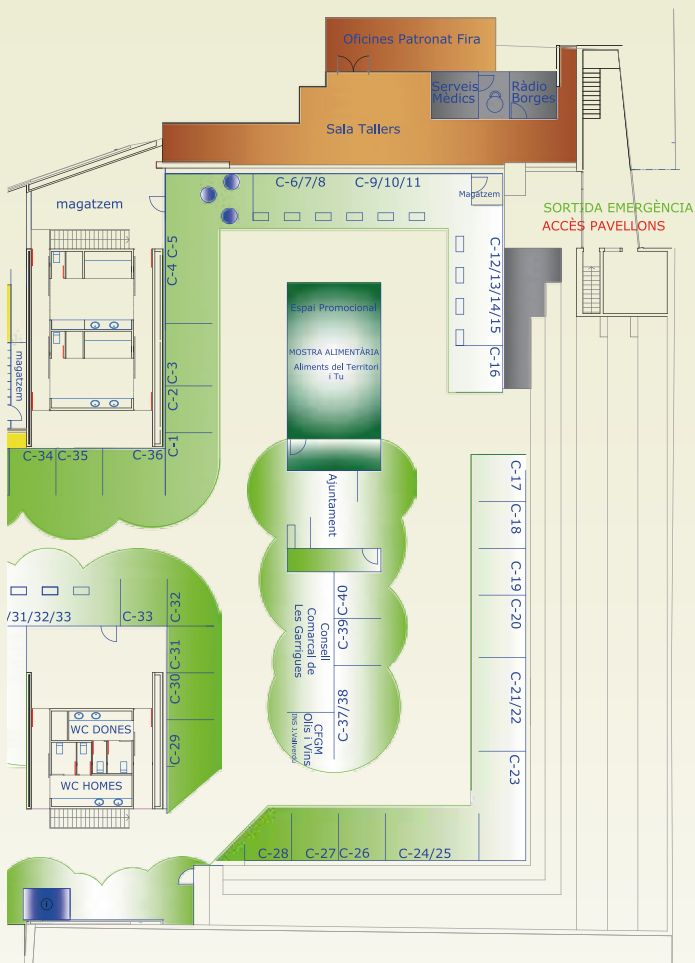 Oficines Patronat Fira
Serveis
Mèdics
Ràdio
Borges
Sala Tallers
magatzem
C-6/7/8
C-9/10/11
Magatzem
SORTIDA EMERGÈNCIA
ACCÈS PAVELLONS
C-5
C-4
C-3
C-2
C-1
C-12/13/14/15
C-16
Espai Promocional
MOSTRA ALIMENTÀRIA
Aliments del Territori
i Tu
magatzem
C-34
C-35
C-36
C-17
C-18
C-19
C-20
C-21/22
C-23
Ajuntament
C-40
C-39
Consell
Comarcal de
Les Garrigues
C-37/38
CFGM
Olis i Vins
INS J.Vallverdú
/31/32/33
C-33
C-32
C-31
C-30
C-29
WC DONES
WC HOMES
C-28
C-27
C-26
C-24/25